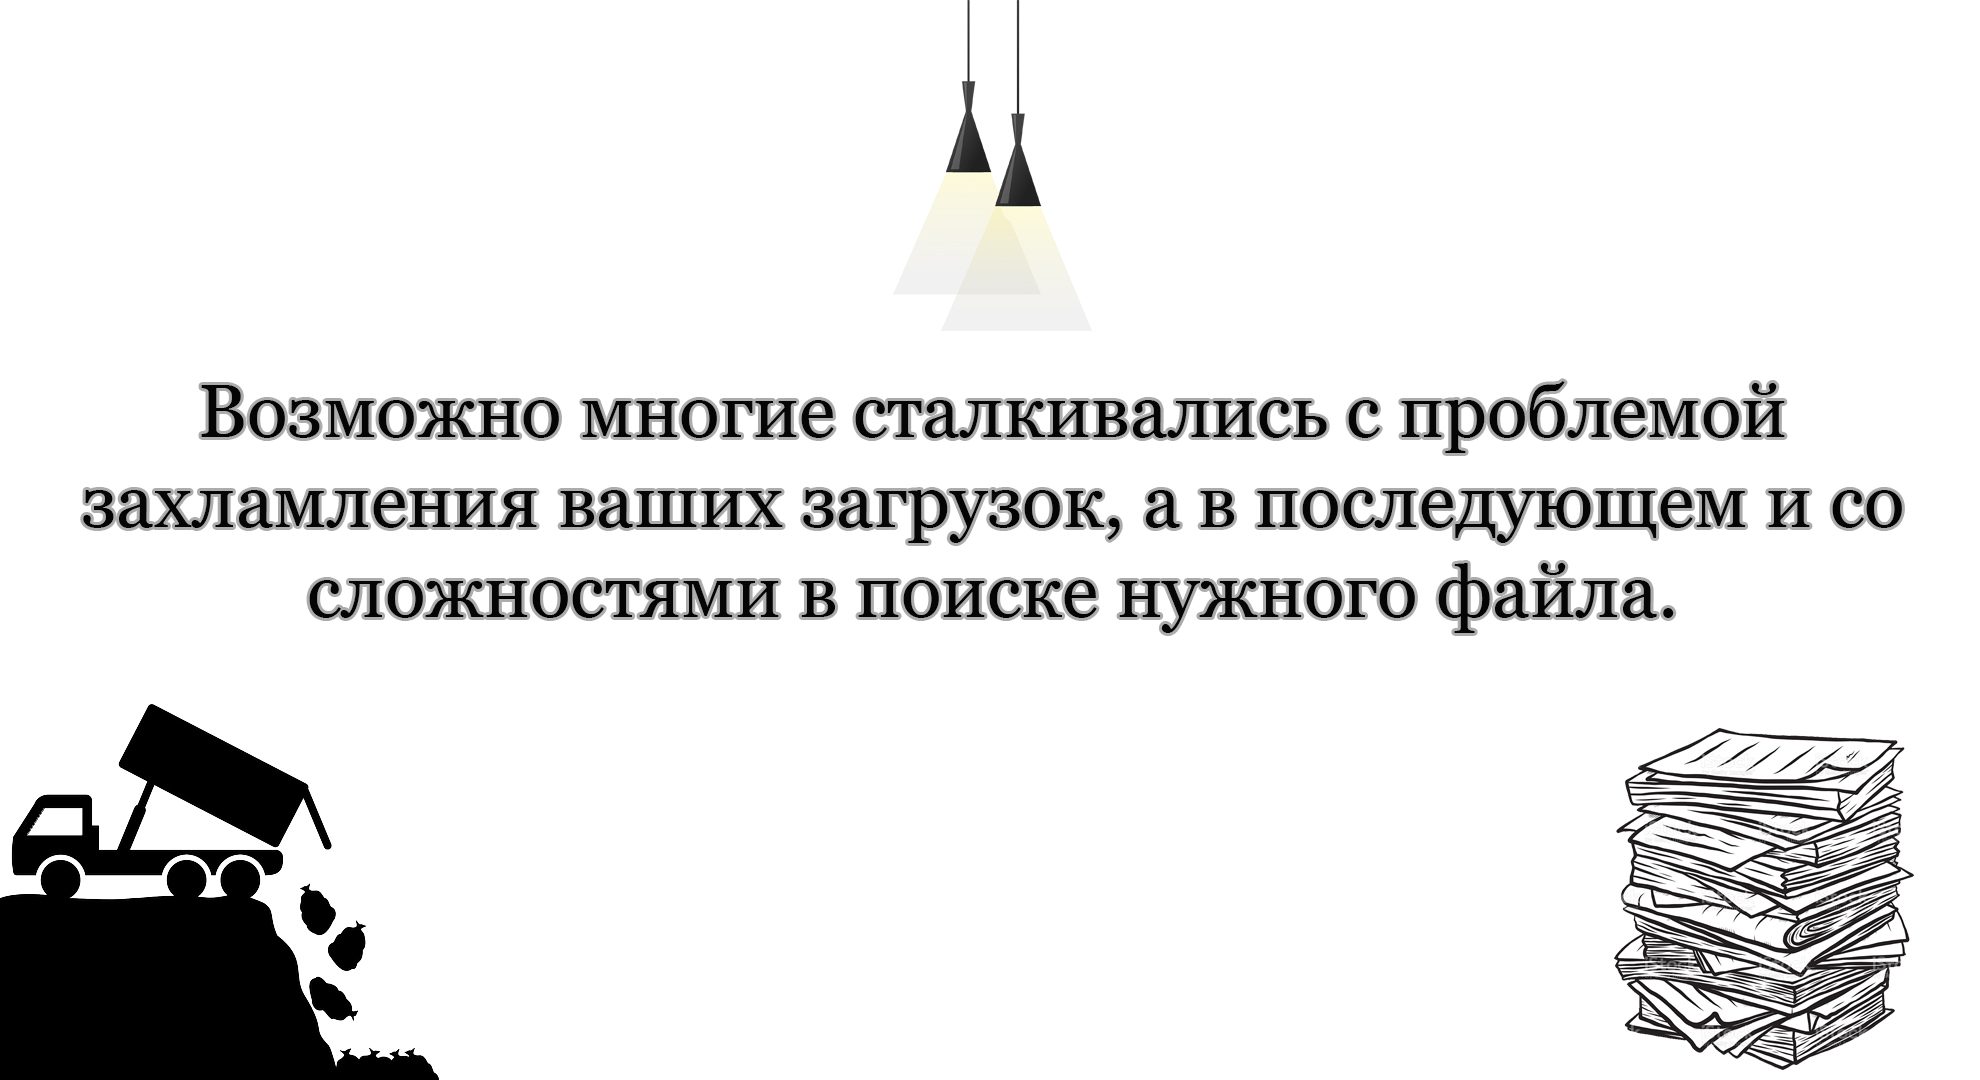 Возможно многие сталкивались с проблемой
захламления ваших загрузок, а в последующем и со
сложностями в поиске нужного файла.